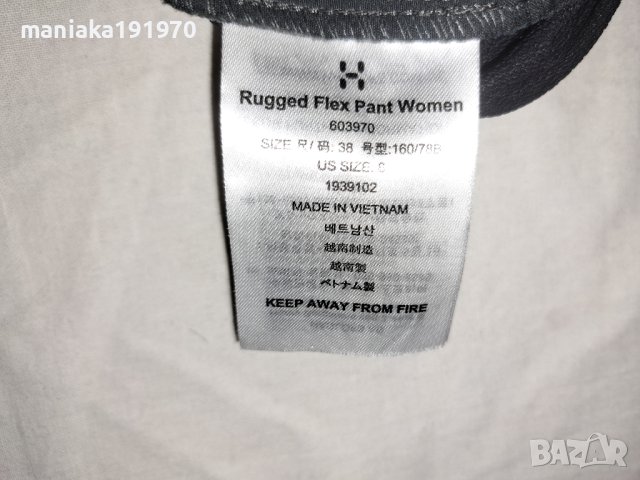 maniaka191970
Rugged Flex Pant Women
603970
SIZE 尺/ 码: 38 号型:160/78B
US SIZE: 6
1939102
MADE IN VIETNAM
베트남산
越南制造
越南製
ベトナム製
KEEP AWAY FROM FIRE
BAZAR